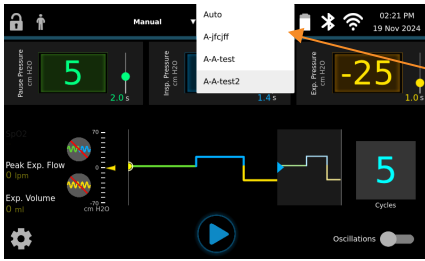 Manual ▼
Auto
A-jfcjff
A-A-test
A-A-test2
02:21 PM
19 Nov 2024
Pause Pressure
cm H2O
5
2.0 s
Insp. Pressure
cm H2O
1.4 s
Exp. Pressure
cm H2O
-25
1.0 s
SpO2
Peak Exp. Flow
0 lpm
Exp. Volume
0 ml
70
0
-70
cm H2O
5
Cycles
Oscillations